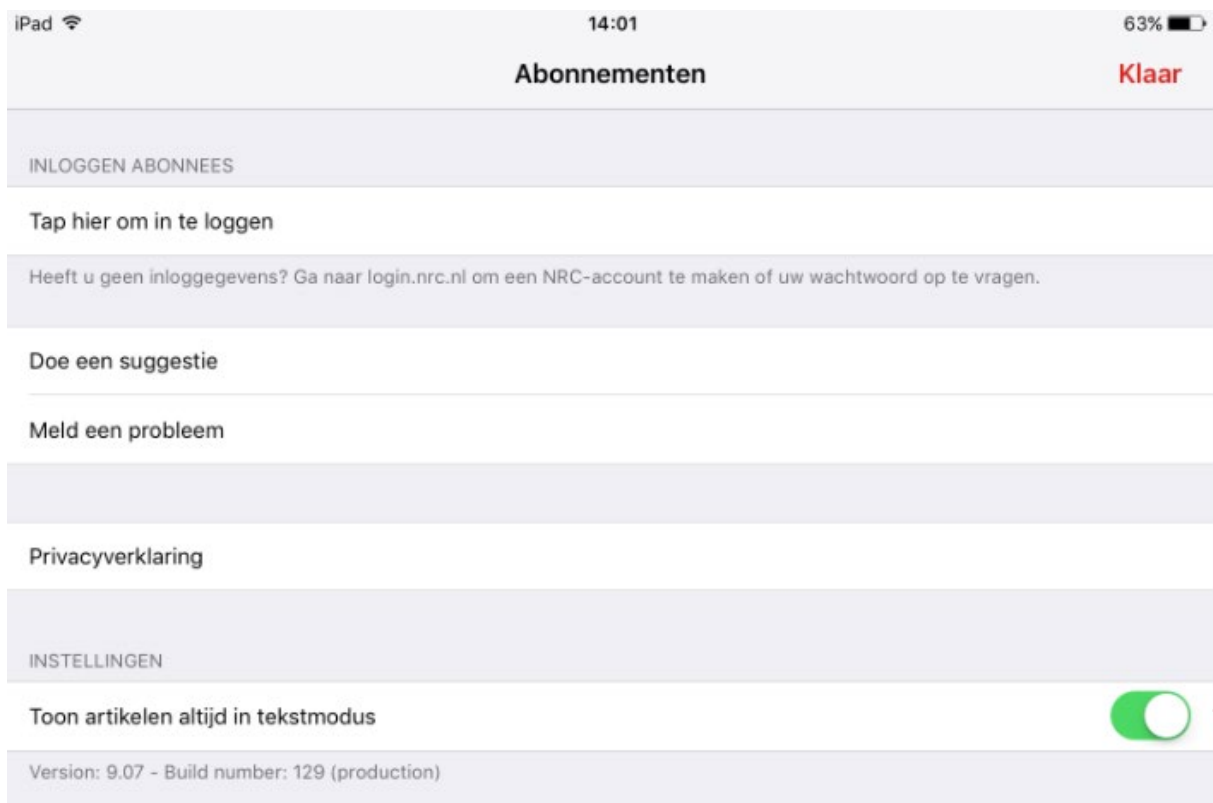 iPad 14:01 63%
Abonnementen Klaar
INLOGGEN ABONNEES
Tap hier om in te loggen
Heeft u geen inloggegevens? Ga naar login.nrc.nl om een NRC-account te maken of uw wachtwoord op te vragen.
Doe een suggestie
Meld een probleem
Privacyverklaring
INSTELLINGEN
Toon artikelen altijd in tekstmodus
Version: 9.07 - Build number: 129 (production)